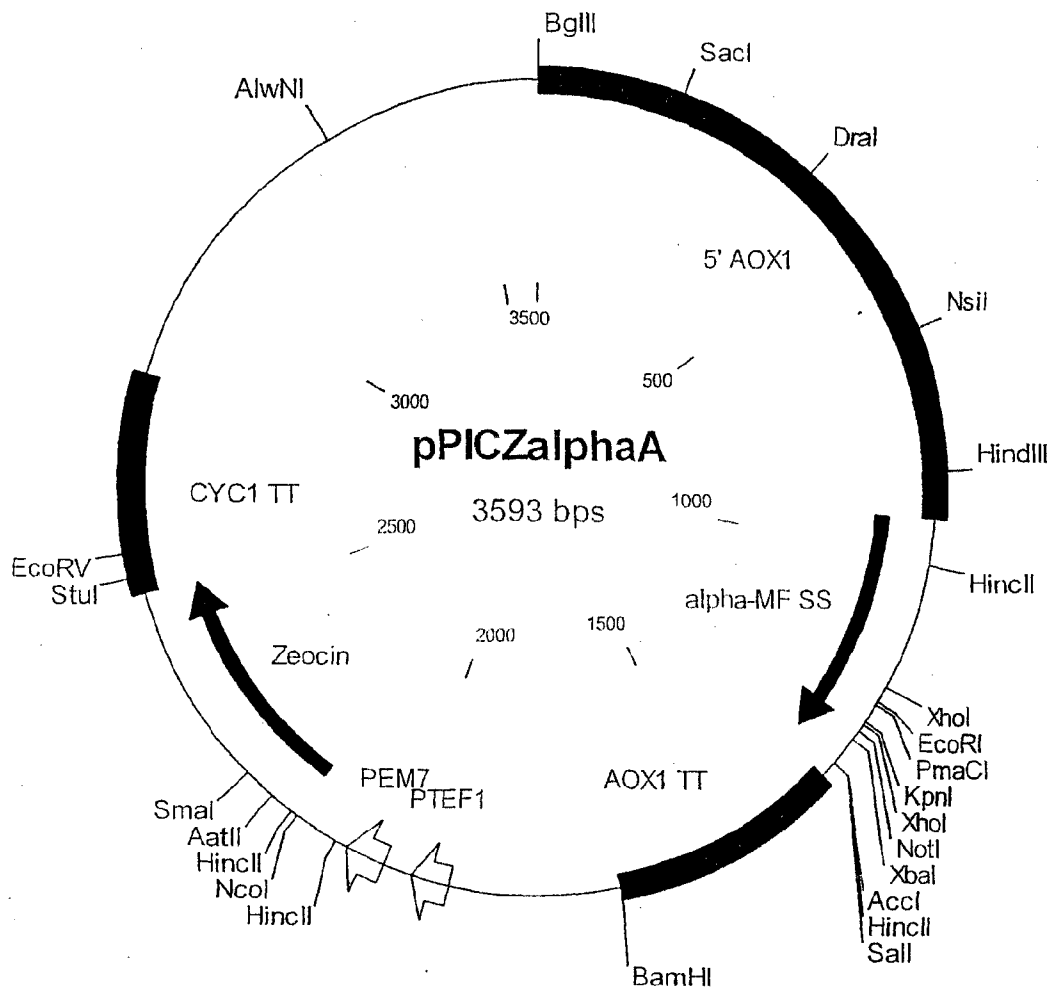 BglII
SacI
AlwNI
DraI
5' AOX1
NsiI
3500
500
3000
pPICZalphaA
HindIII
CYC1 TT
3593 bps
1000
2500
EcoRV
StuI
HincII
alpha-MF SS
2000
1500
Zeocin
XhoI
EcoRI
PmaCI
PEM7
PTEF1
AOX1 TT
KpnI
SmaI
XhoI
AatII
NotI
HincII
XbaI
NcoI
AccI
HincII
HincII
SalI
BamHI